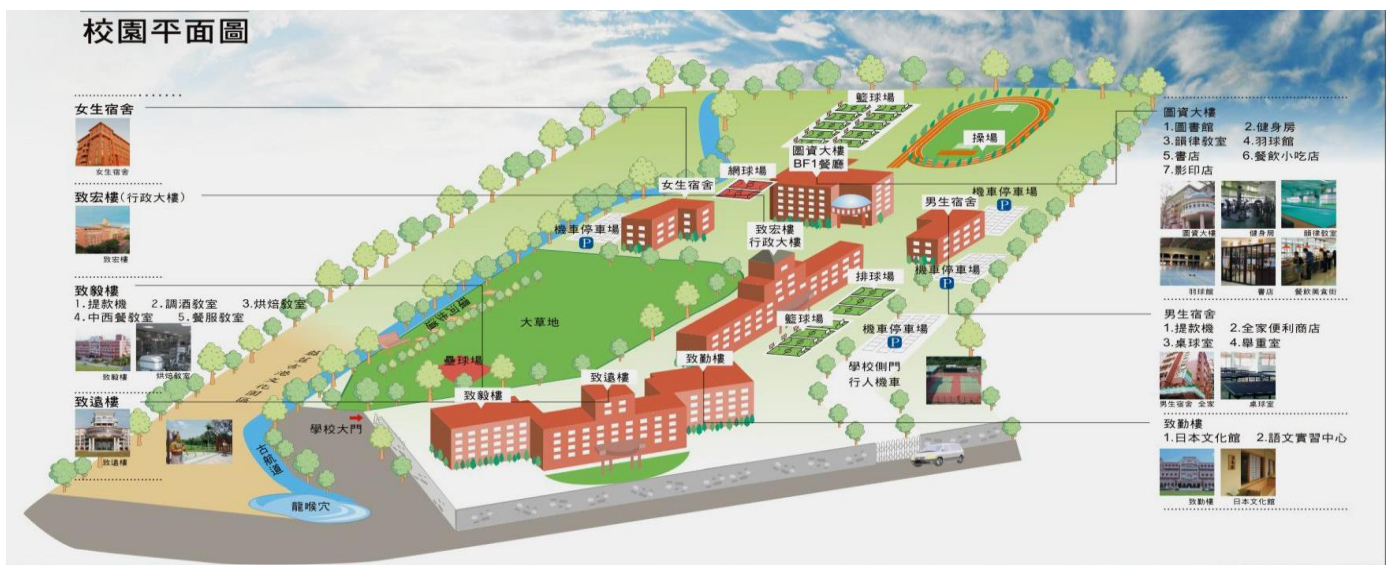 校園平面圖
女生宿舍
女生宿舍
致宏樓(行政大樓)
致宏樓
致毅樓
1.提款機 2.調酒教室 3.烘焙教室
4.中西餐教室 5.餐服教室
致毅樓 烘焙教室
致遠樓
致遠樓
籃球場
操場
圖資大樓
BF1餐廳
網球場
女生宿舍
機車停車場
P
致宏樓
行政大樓
機車停車場
P
男生宿舍
機車停車場
P
排球場
籃球場
機車停車場
P
大草地
壘球場
學校側門
行人機車
致勤樓
致遠樓
致毅樓
學校大門
古航道
龍喉穴
圖資大樓
1.圖書館 2.健身房
3.韻律教室 4.羽球館
5.書店 6.餐飲小吃店
7.影印店
圖資大樓 健身房 韻律教室
羽球館 書店 餐飲美食街
男生宿舍
1.提款機 2.全家便利商店
3.桌球室 4.舉重室
男生宿舍 全家 桌球室
致勤樓
1.日本文化館 2.語文實習中心
致勤樓 日本文化館